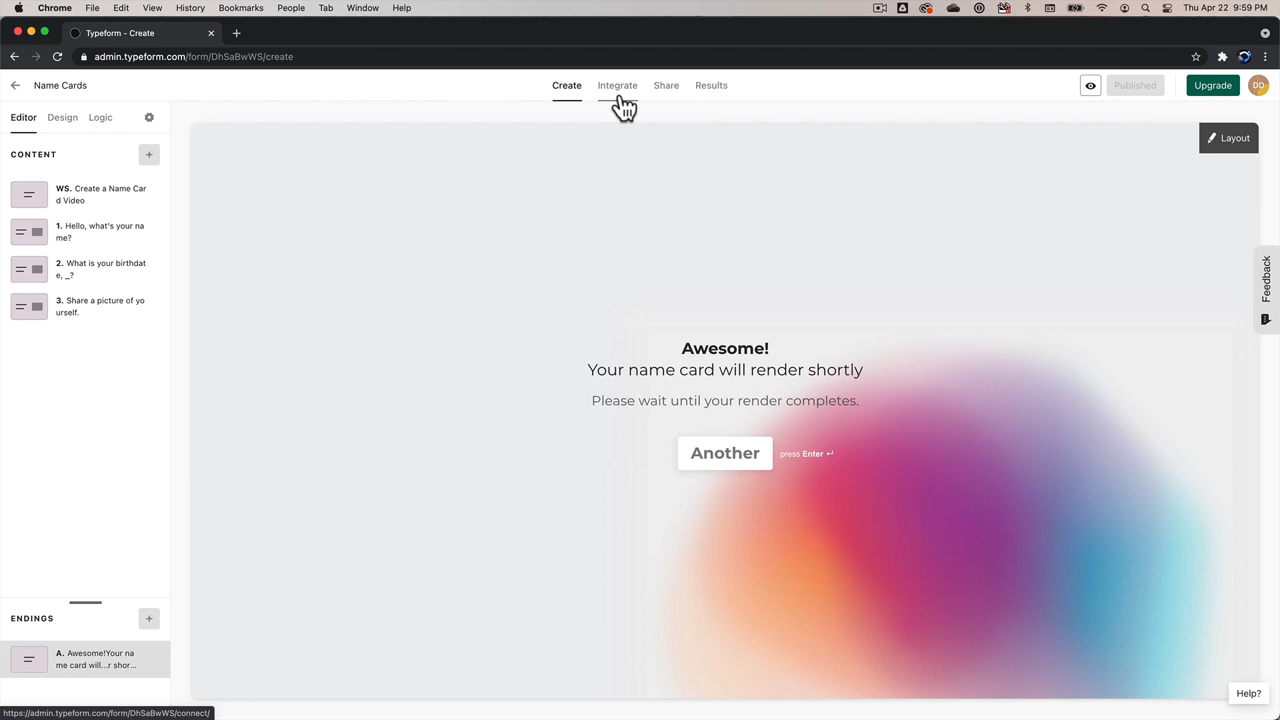 Chrome File Edit View History Bookmarks People Tab Window Help Thu Apr 22 9:59 PM
Typeform - Create
admin.typeform.com/form/DhSaBwWS/create
Name Cards Create Integrate Share Results Published Upgrade DD
Editor Design Logic
Layout
CONTENT
WS. Create a Name Car
d Video
1. Hello, what's your na
me?
2. What is your birthdat
e, _?
3. Share a picture of yo
urself.
Feedback
Awesome!
Your name card will render shortly
Please wait until your render completes.
Another press Enter ↵
ENDINGS
A. Awesome!Your na
me card will...r shor...
Help?
https://admin.typeform.com/form/DhSaBwWS/connect/